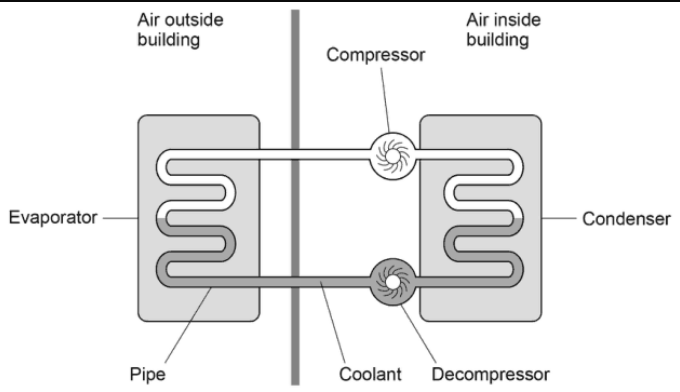 Air outside
building
Air inside
building
Compressor
Evaporator
Condenser
Pipe
Coolant
Decompressor